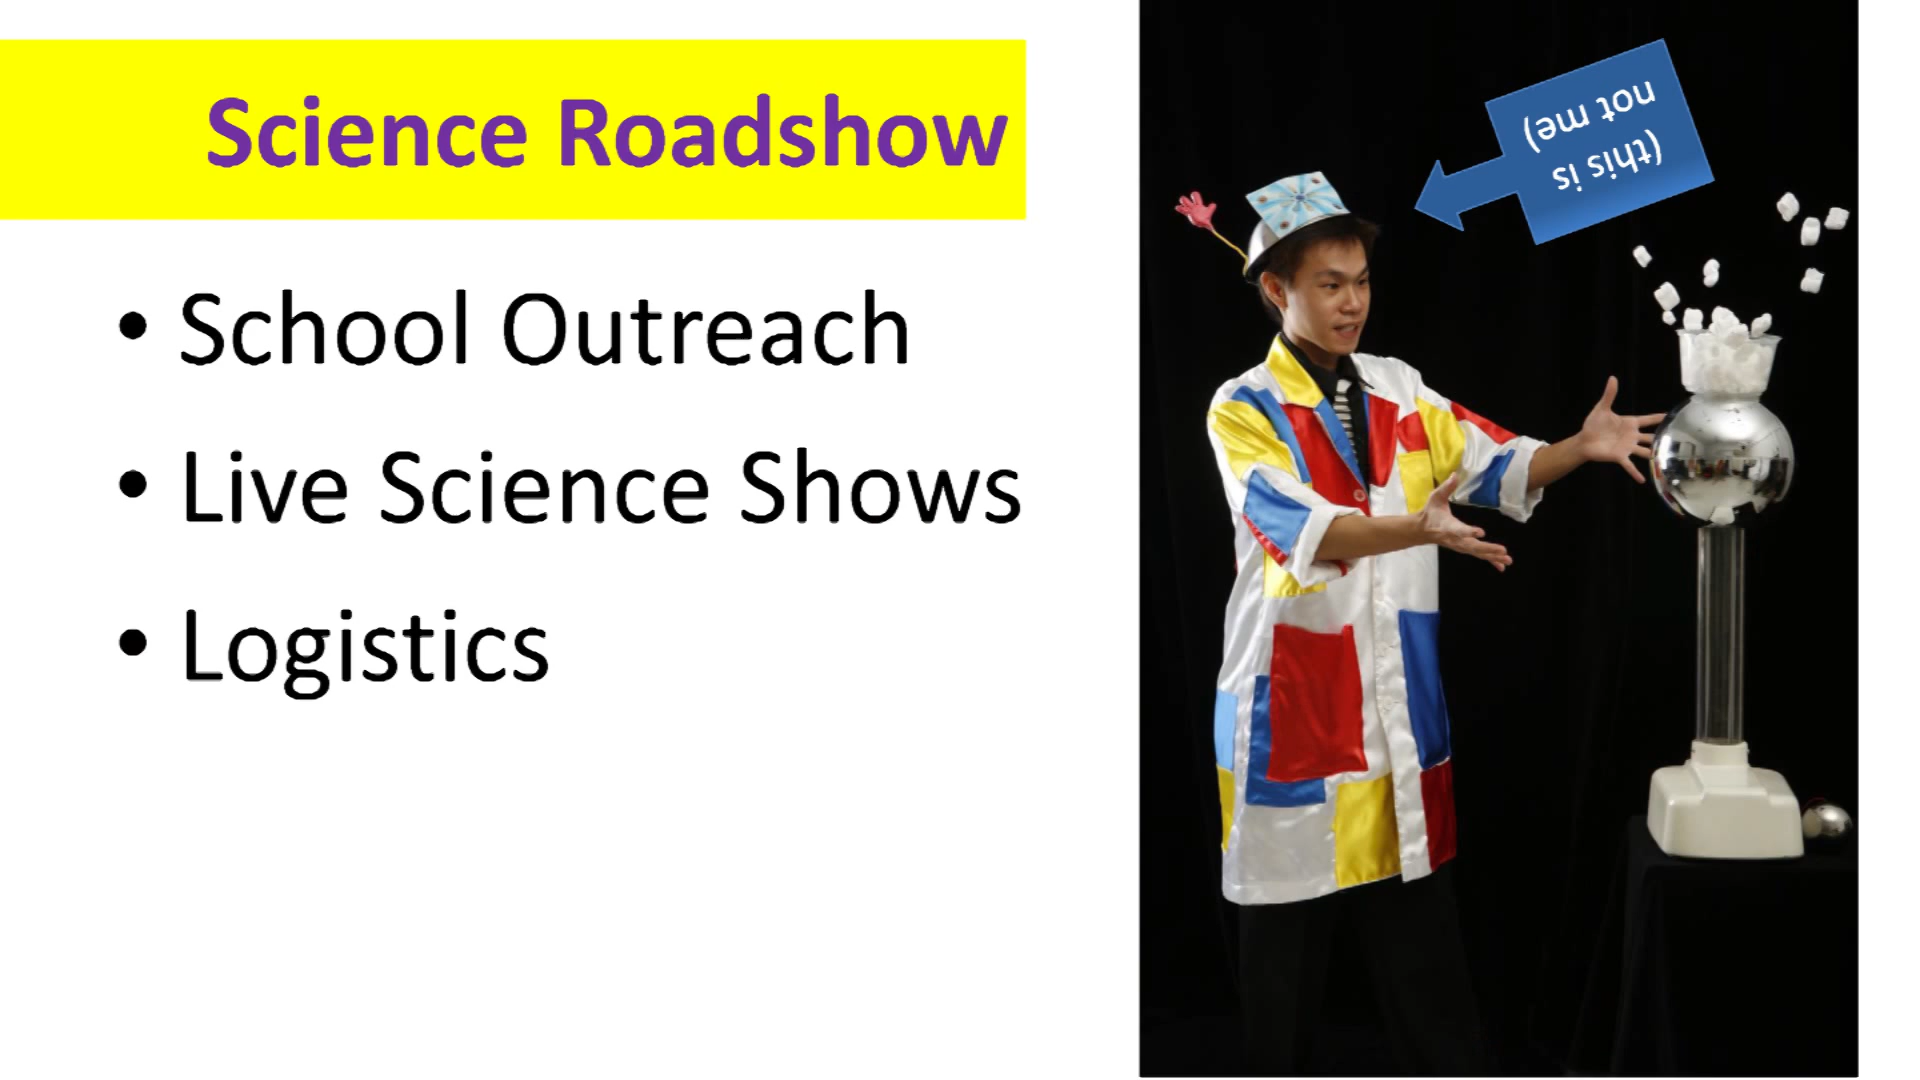 Science Roadshow
• School Outreach
• Live Science Shows
• Logistics
(this is
not me)